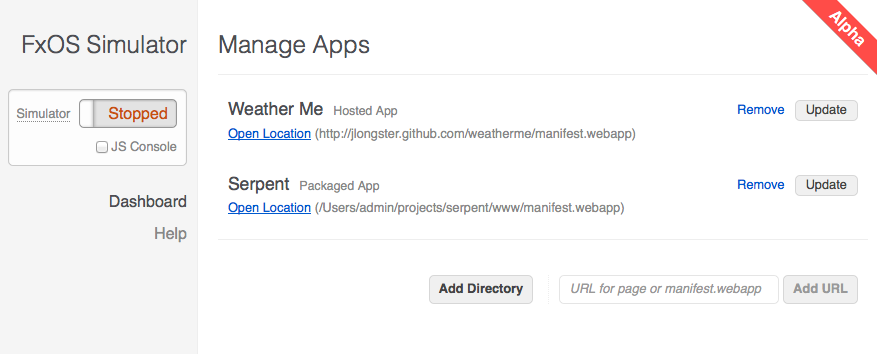 FxOS Simulator
Simulator Stopped
JS Console
Dashboard
Help
Manage Apps
Alpha
Weather Me Hosted App Remove Update
Open Location (http://jlongster.github.com/weatherme/manifest.webapp)
Serpent Packaged App Remove Update
Open Location (/Users/admin/projects/serpent/www/manifest.webapp)
Add Directory URL for page or manifest.webapp Add URL